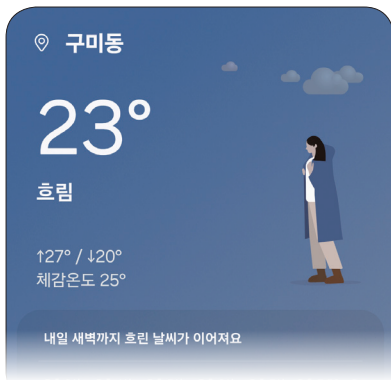 구미동
23°
흐림
↑27° / ↓20°
체감온도 25°
내일 새벽까지 흐린 날씨가 이어져요